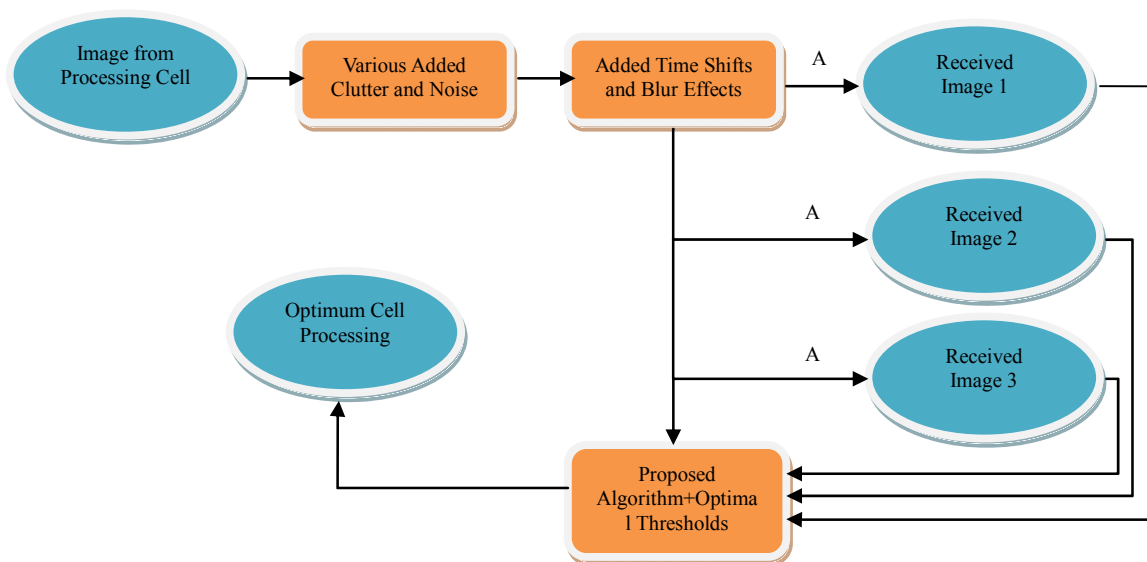 Image from
Processing Cell
Various Added
Clutter and Noise
Added Time Shifts
and Blur Effects
A
Received
Image 1
A
Received
Image 2
Optimum Cell
Processing
A
Received
Image 3
Proposed
Algorithm+Optima
l Thresholds